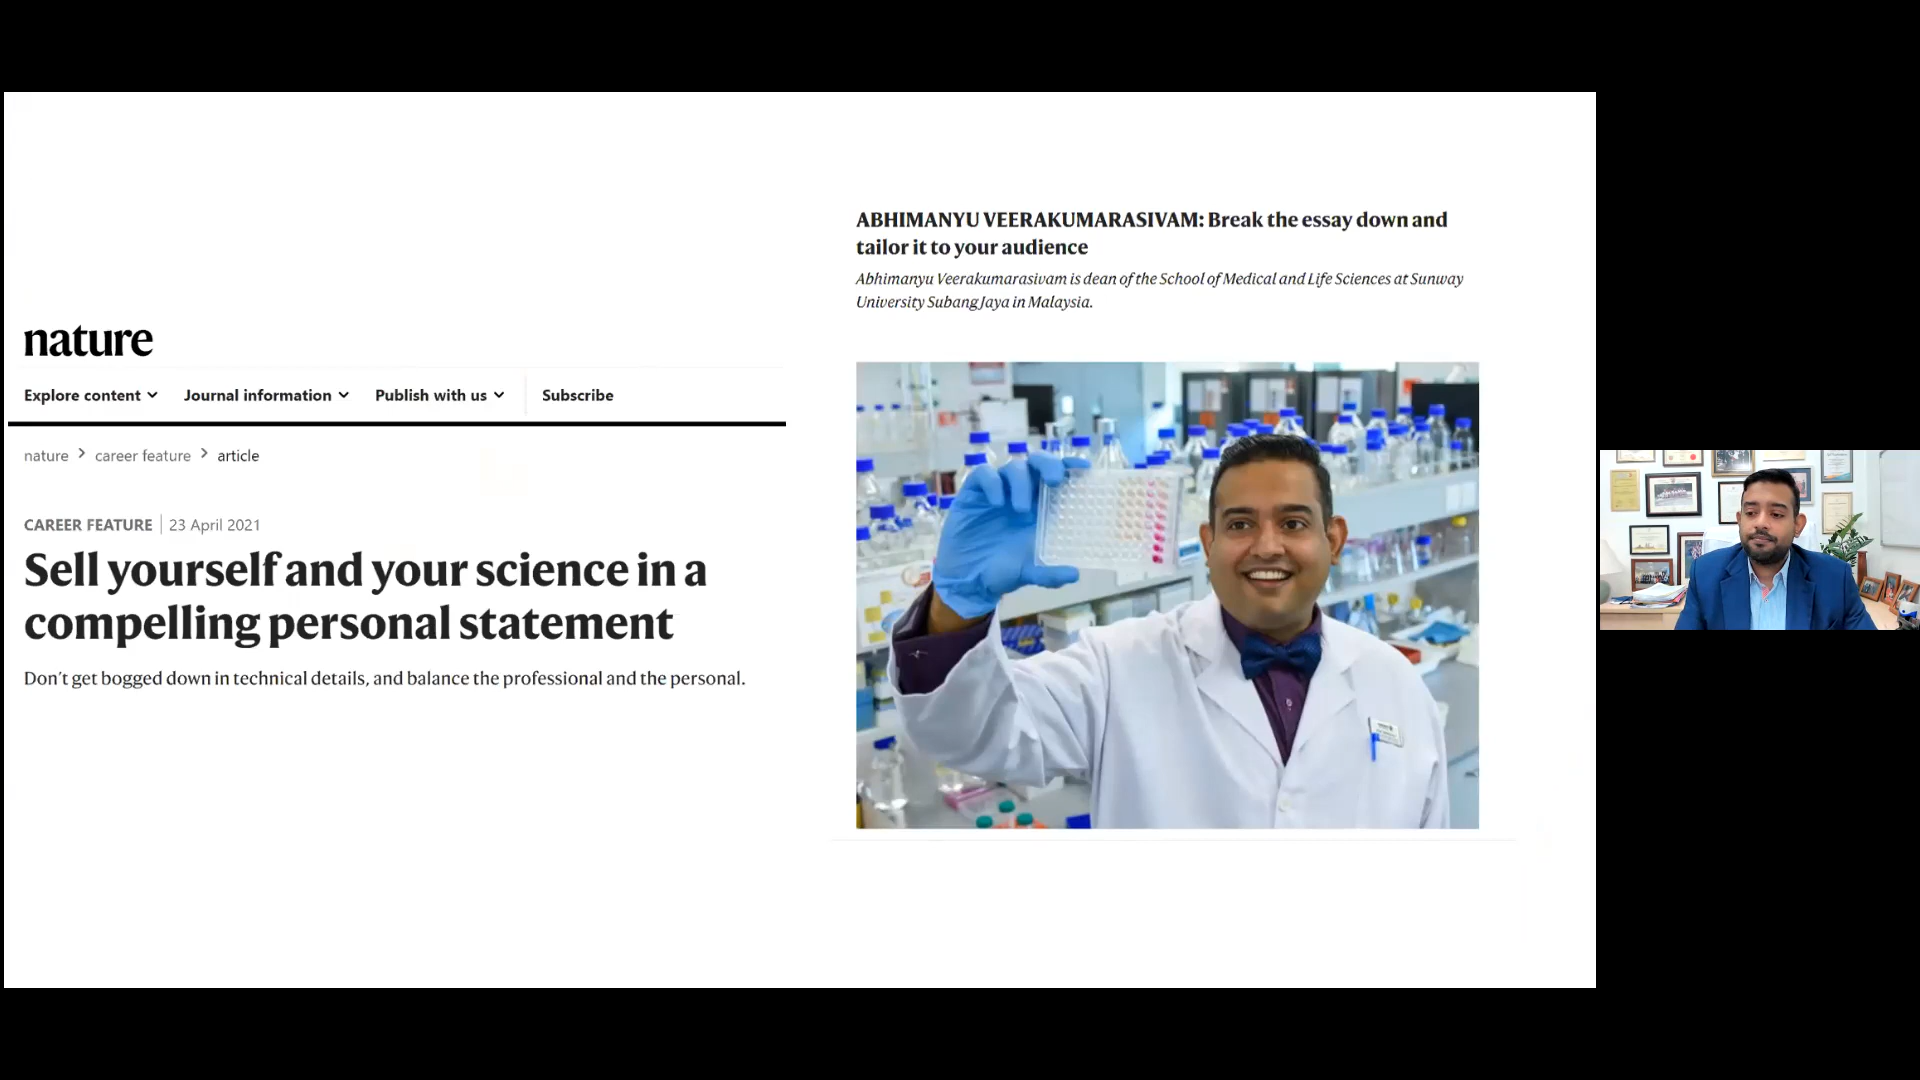 nature
Explore content
Journal information
Publish with us
Subscribe
nature > career feature > article
CAREER FEATURE | 23 April 2021
Sell yourself and your science in a
compelling personal statement
Don't get bogged down in technical details, and balance the professional and the personal.
ABHIMANYU VEERAKUMARASIVAM: Break the essay down and
tailor it to your audience
Abhimanyu Veerakumarasivam is dean of the School of Medical and Life Sciences at Sunway
University Subang Jaya in Malaysia.